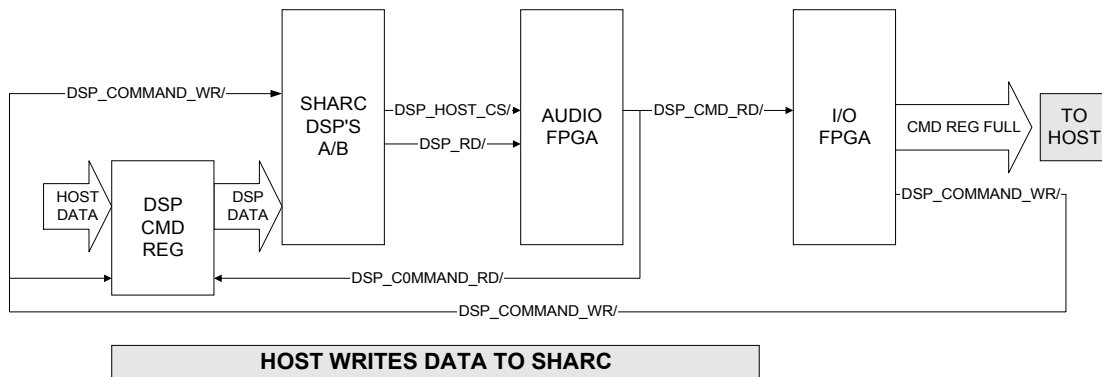 DSP_COMMAND_WR/
SHARC
DSP'S
A/B
DSP_HOST_CS/
DSP_RD/
AUDIO
FPGA
DSP_CMD_RD/
I/O
FPGA
CMD REG FULL
TO
HOST
HOST
DATA
DSP
CMD
REG
DSP
DATA
DSP_COMMAND_WR/
DSP_C0MMAND_RD/
DSP_COMMAND_WR/
HOST WRITES DATA TO SHARC